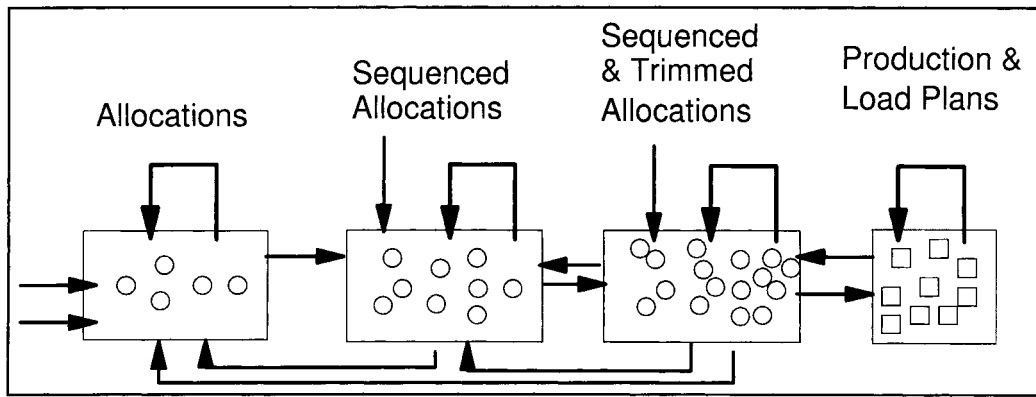 Allocations
Sequenced
Allocations
Sequenced
& Trimmed
Allocations
Production &
Load Plans